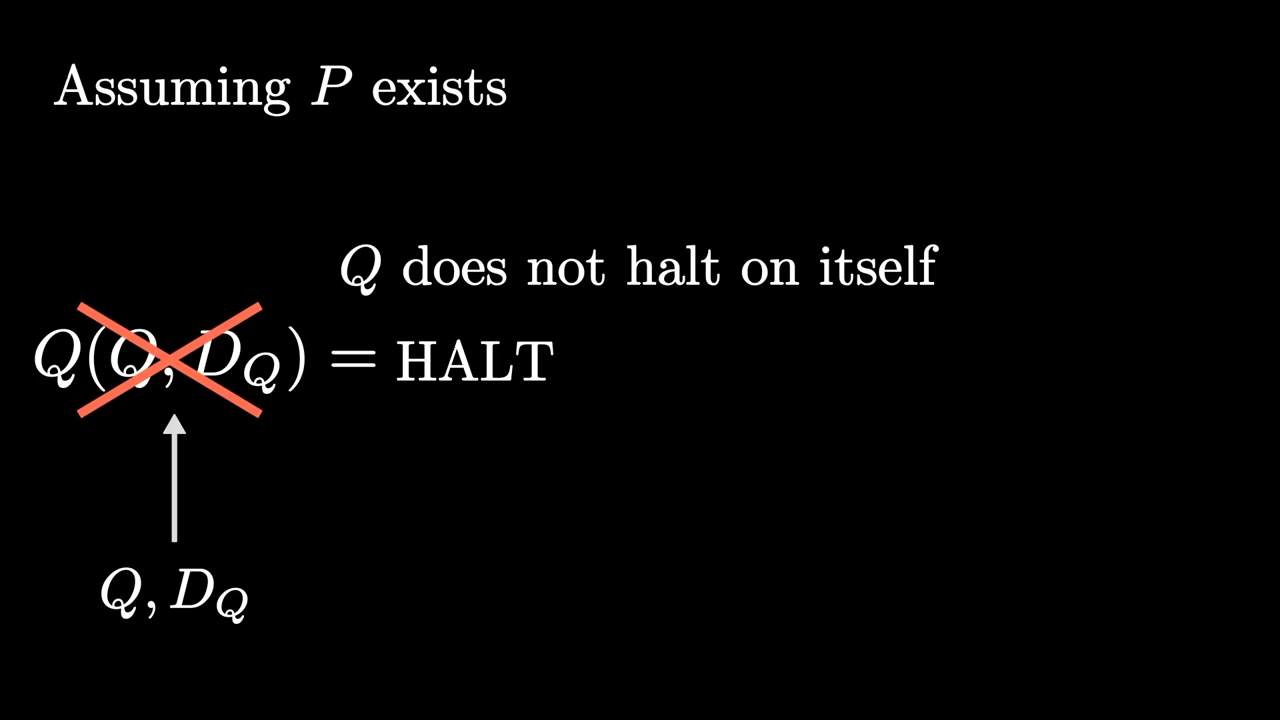 Assuming P exists
Q does not halt on itself
Q(Q, D_Q) = HALT
Q, D_Q